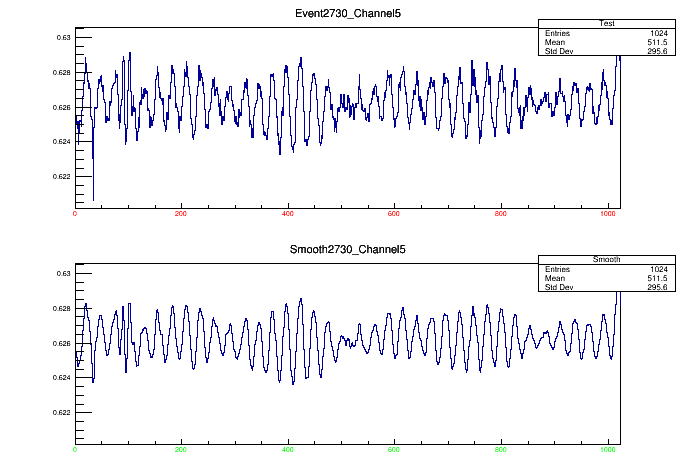 Event2730_Channel5
Test
Entries 1024
Mean 511.5
Std Dev 295.6
0.63
0.628
0.626
0.624
0.622
0 200 400 600 800 1000
Smooth2730_Channel5
Smooth
Entries 1024
Mean 511.5
Std Dev 295.6
0.63
0.628
0.626
0.624
0.622
0 200 400 600 800 1000